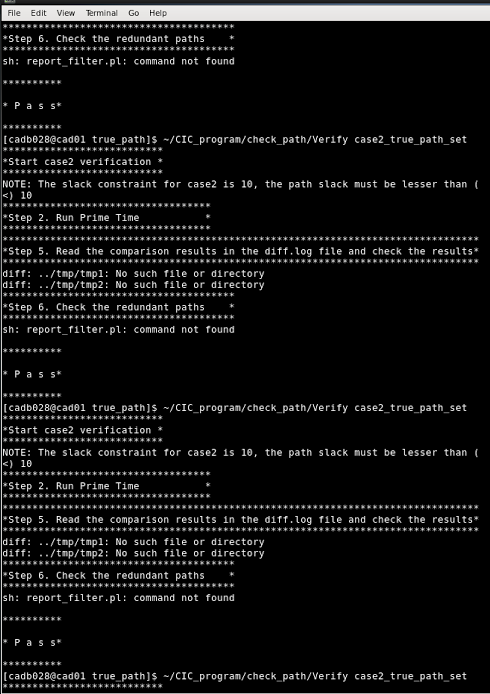 File Edit View Terminal Go Help
***************************************
*Step 6. Check the redundant paths    *
***************************************
sh: report_filter.pl: command not found

**********

* P a s s*

**********
[cadb028@cad01 true_path]$ ~/CIC_program/check_path/Verify case2_true_path_set
***************************
*Start case2 verification *
***************************
NOTE: The slack constraint for case2 is 10, the path slack must be lesser than (
<) 10
***********************************
*Step 2. Run Prime Time           *
***********************************
********************************************************************************
*Step 5. Read the comparison results in the diff.log file and check the results*
********************************************************************************
diff: ../tmp/tmp1: No such file or directory
diff: ../tmp/tmp2: No such file or directory
***************************************
*Step 6. Check the redundant paths    *
***************************************
sh: report_filter.pl: command not found

**********

* P a s s*

**********
[cadb028@cad01 true_path]$ ~/CIC_program/check_path/Verify case2_true_path_set
***************************
*Start case2 verification *
***************************
NOTE: The slack constraint for case2 is 10, the path slack must be lesser than (
<) 10
***********************************
*Step 2. Run Prime Time           *
***********************************
********************************************************************************
*Step 5. Read the comparison results in the diff.log file and check the results*
********************************************************************************
diff: ../tmp/tmp1: No such file or directory
diff: ../tmp/tmp2: No such file or directory
***************************************
*Step 6. Check the redundant paths    *
***************************************
sh: report_filter.pl: command not found

**********

* P a s s*

**********
[cadb028@cad01 true_path]$ ~/CIC_program/check_path/Verify case2_true_path_set
***************************